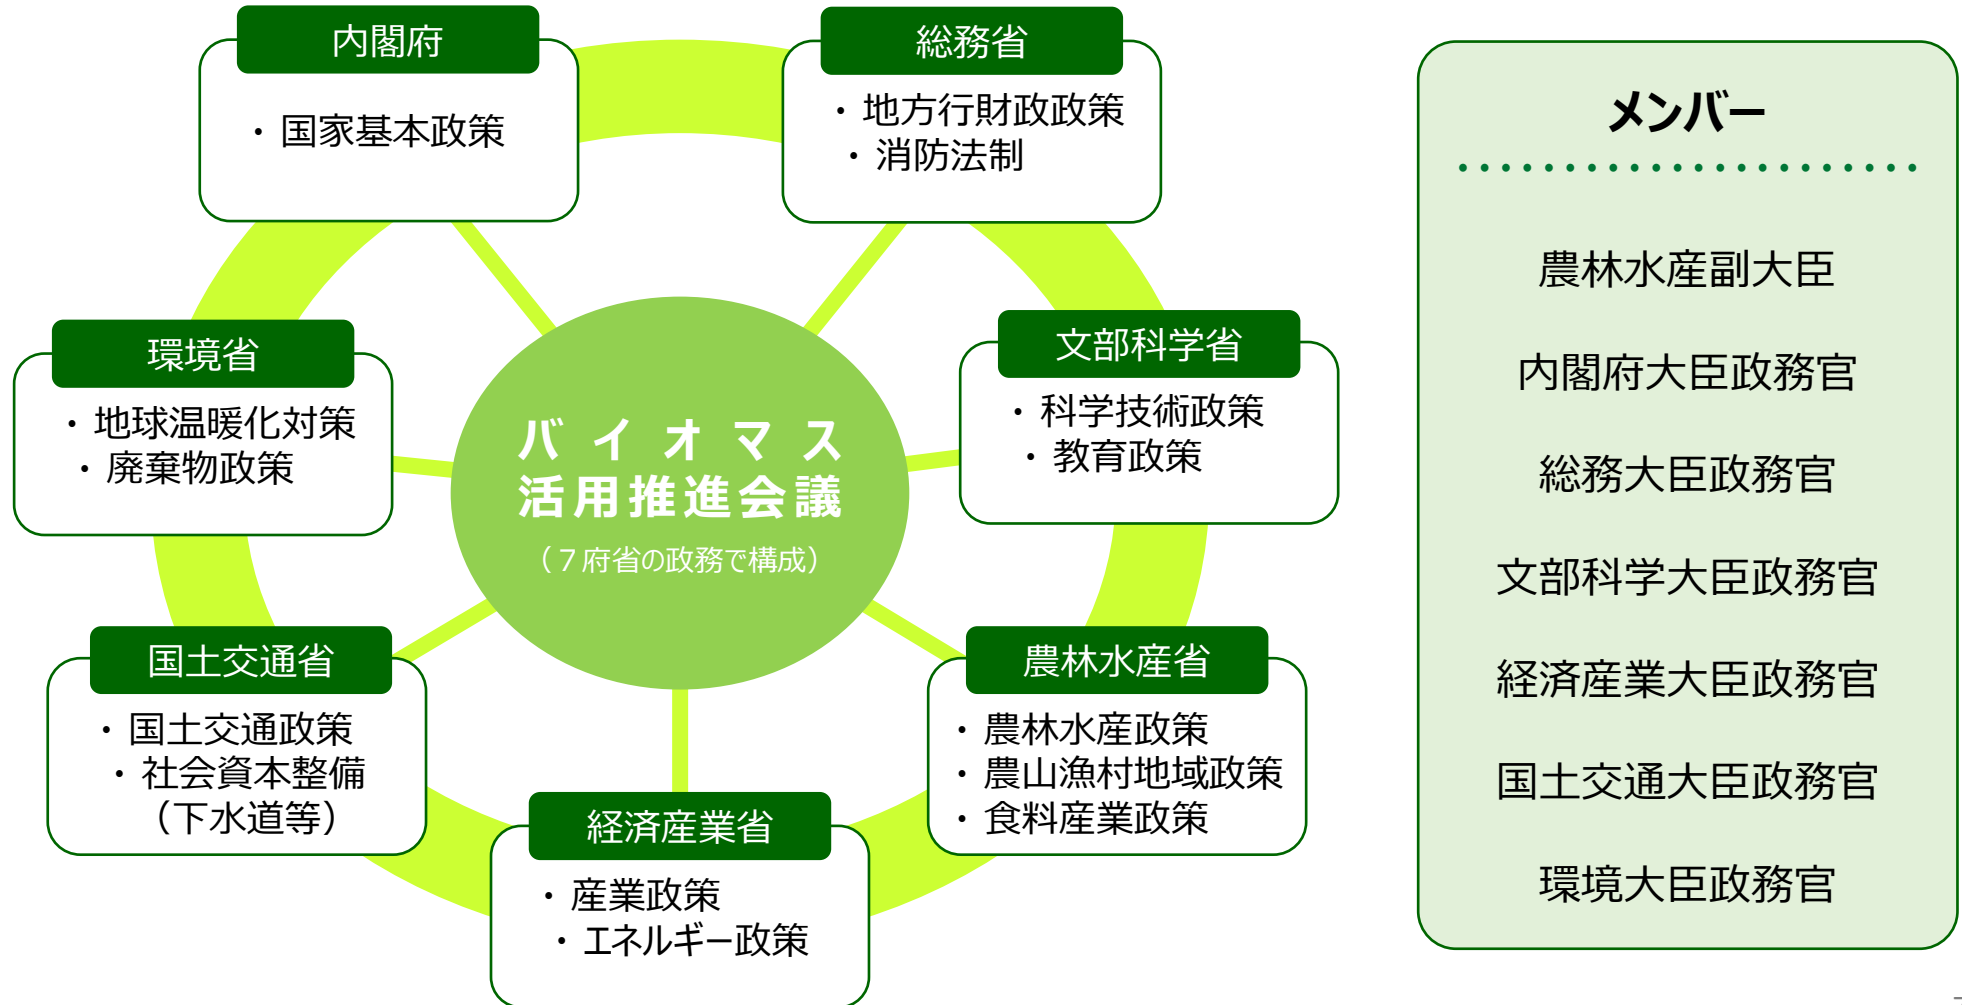 内閣府
・国家基本政策
総務省
・地方行財政政策
・消防法制
環境省
・地球温暖化対策
・廃棄物政策
文部科学省
・科学技術政策
・教育政策
バイオマス
活用推進会議
（７府省の政務で構成）
国土交通省
・国土交通政策
・社会資本整備
（下水道等）
農林水産省
・農林水産政策
・農山漁村地域政策
・食料産業政策
経済産業省
・産業政策
・エネルギー政策
メンバー
農林水産副大臣
内閣府大臣政務官
総務大臣政務官
文部科学大臣政務官
経済産業大臣政務官
国土交通大臣政務官
環境大臣政務官